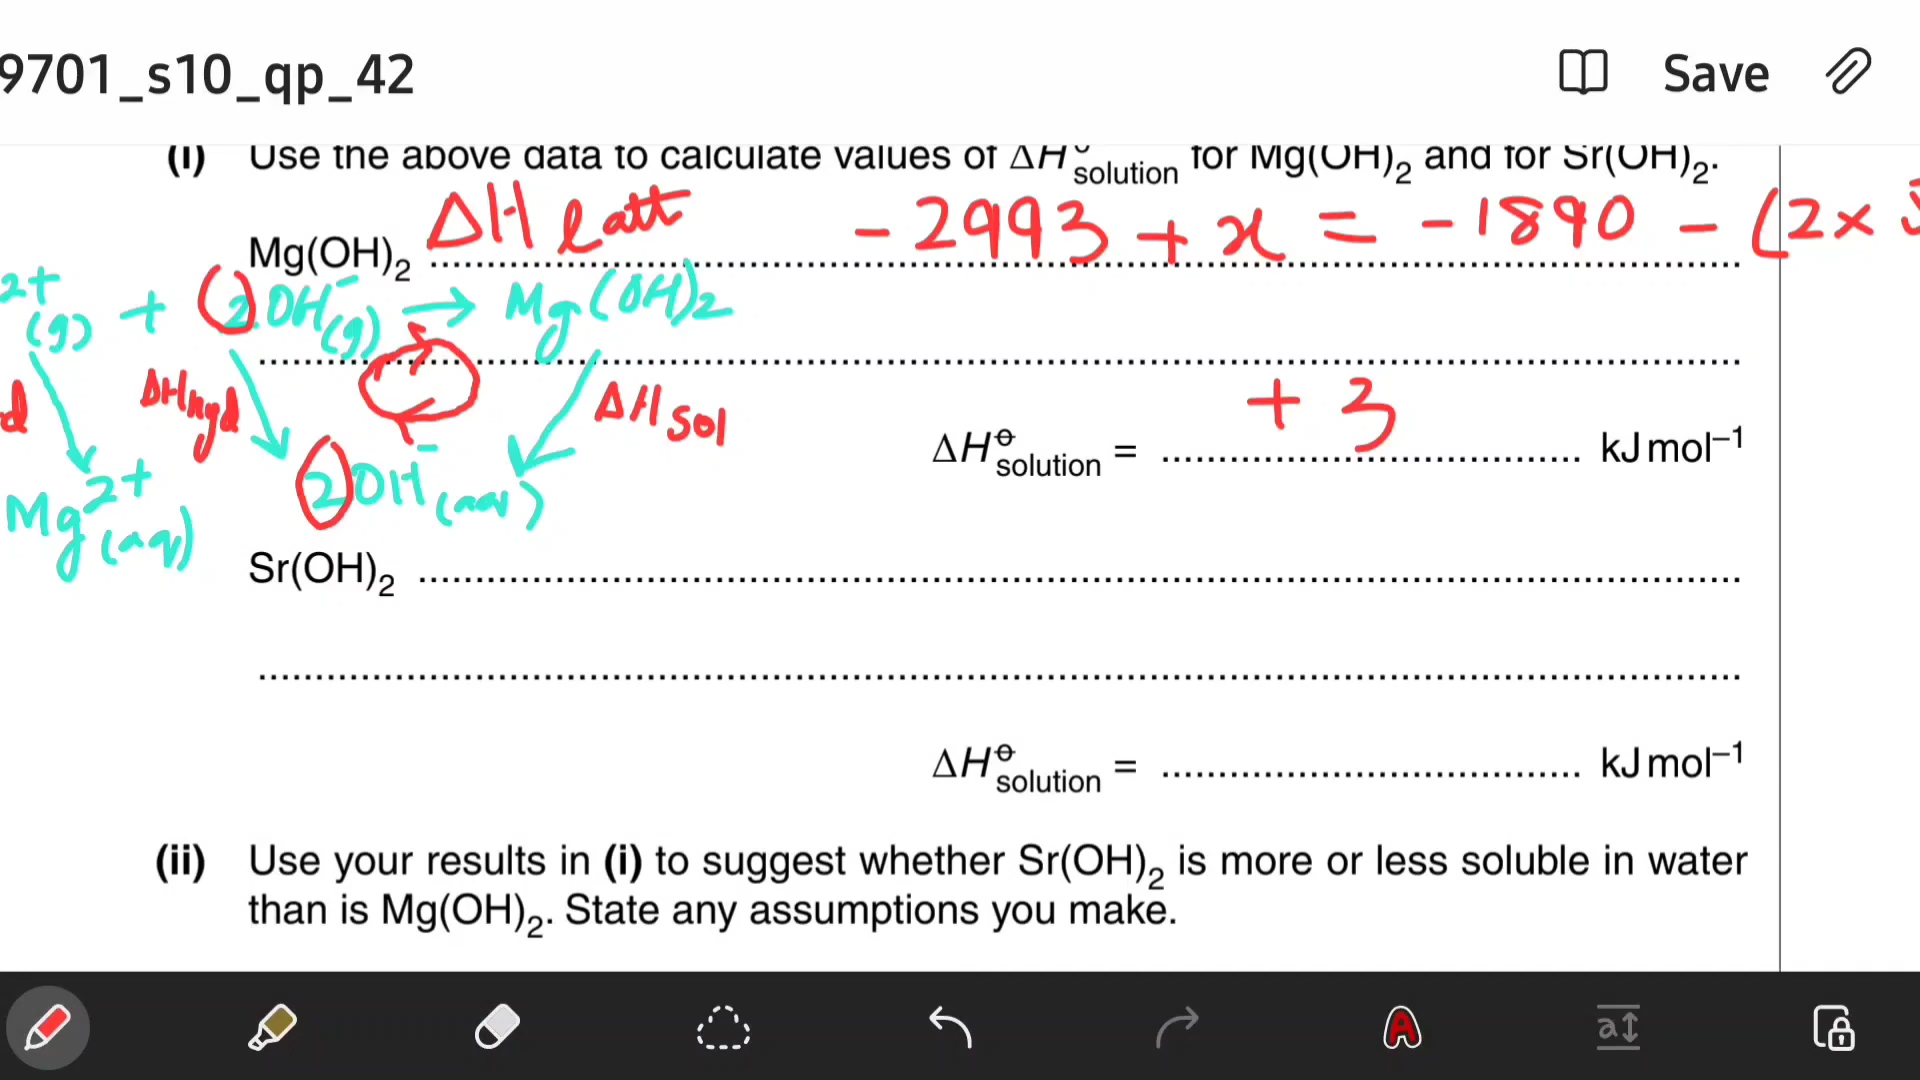 9701_s10_qp_42 Save
(i) Use the above data to calculate values of ΔH⦵solution for Mg(OH)₂ and for Sr(OH)₂.
Mg(OH)₂ ΔH latt -2993 + x = -1890 - (2 ×
2+(g) + 2OH⁻(g) → Mg(OH)₂
ΔHhyd ΔHsol
ΔH⦵solution = + 3 kJ mol⁻¹
Mg²⁺(aq) 2OH⁻(aq)
Sr(OH)₂
ΔH⦵solution = kJ mol⁻¹
(ii) Use your results in (i) to suggest whether Sr(OH)₂ is more or less soluble in water
than is Mg(OH)₂. State any assumptions you make.
A a